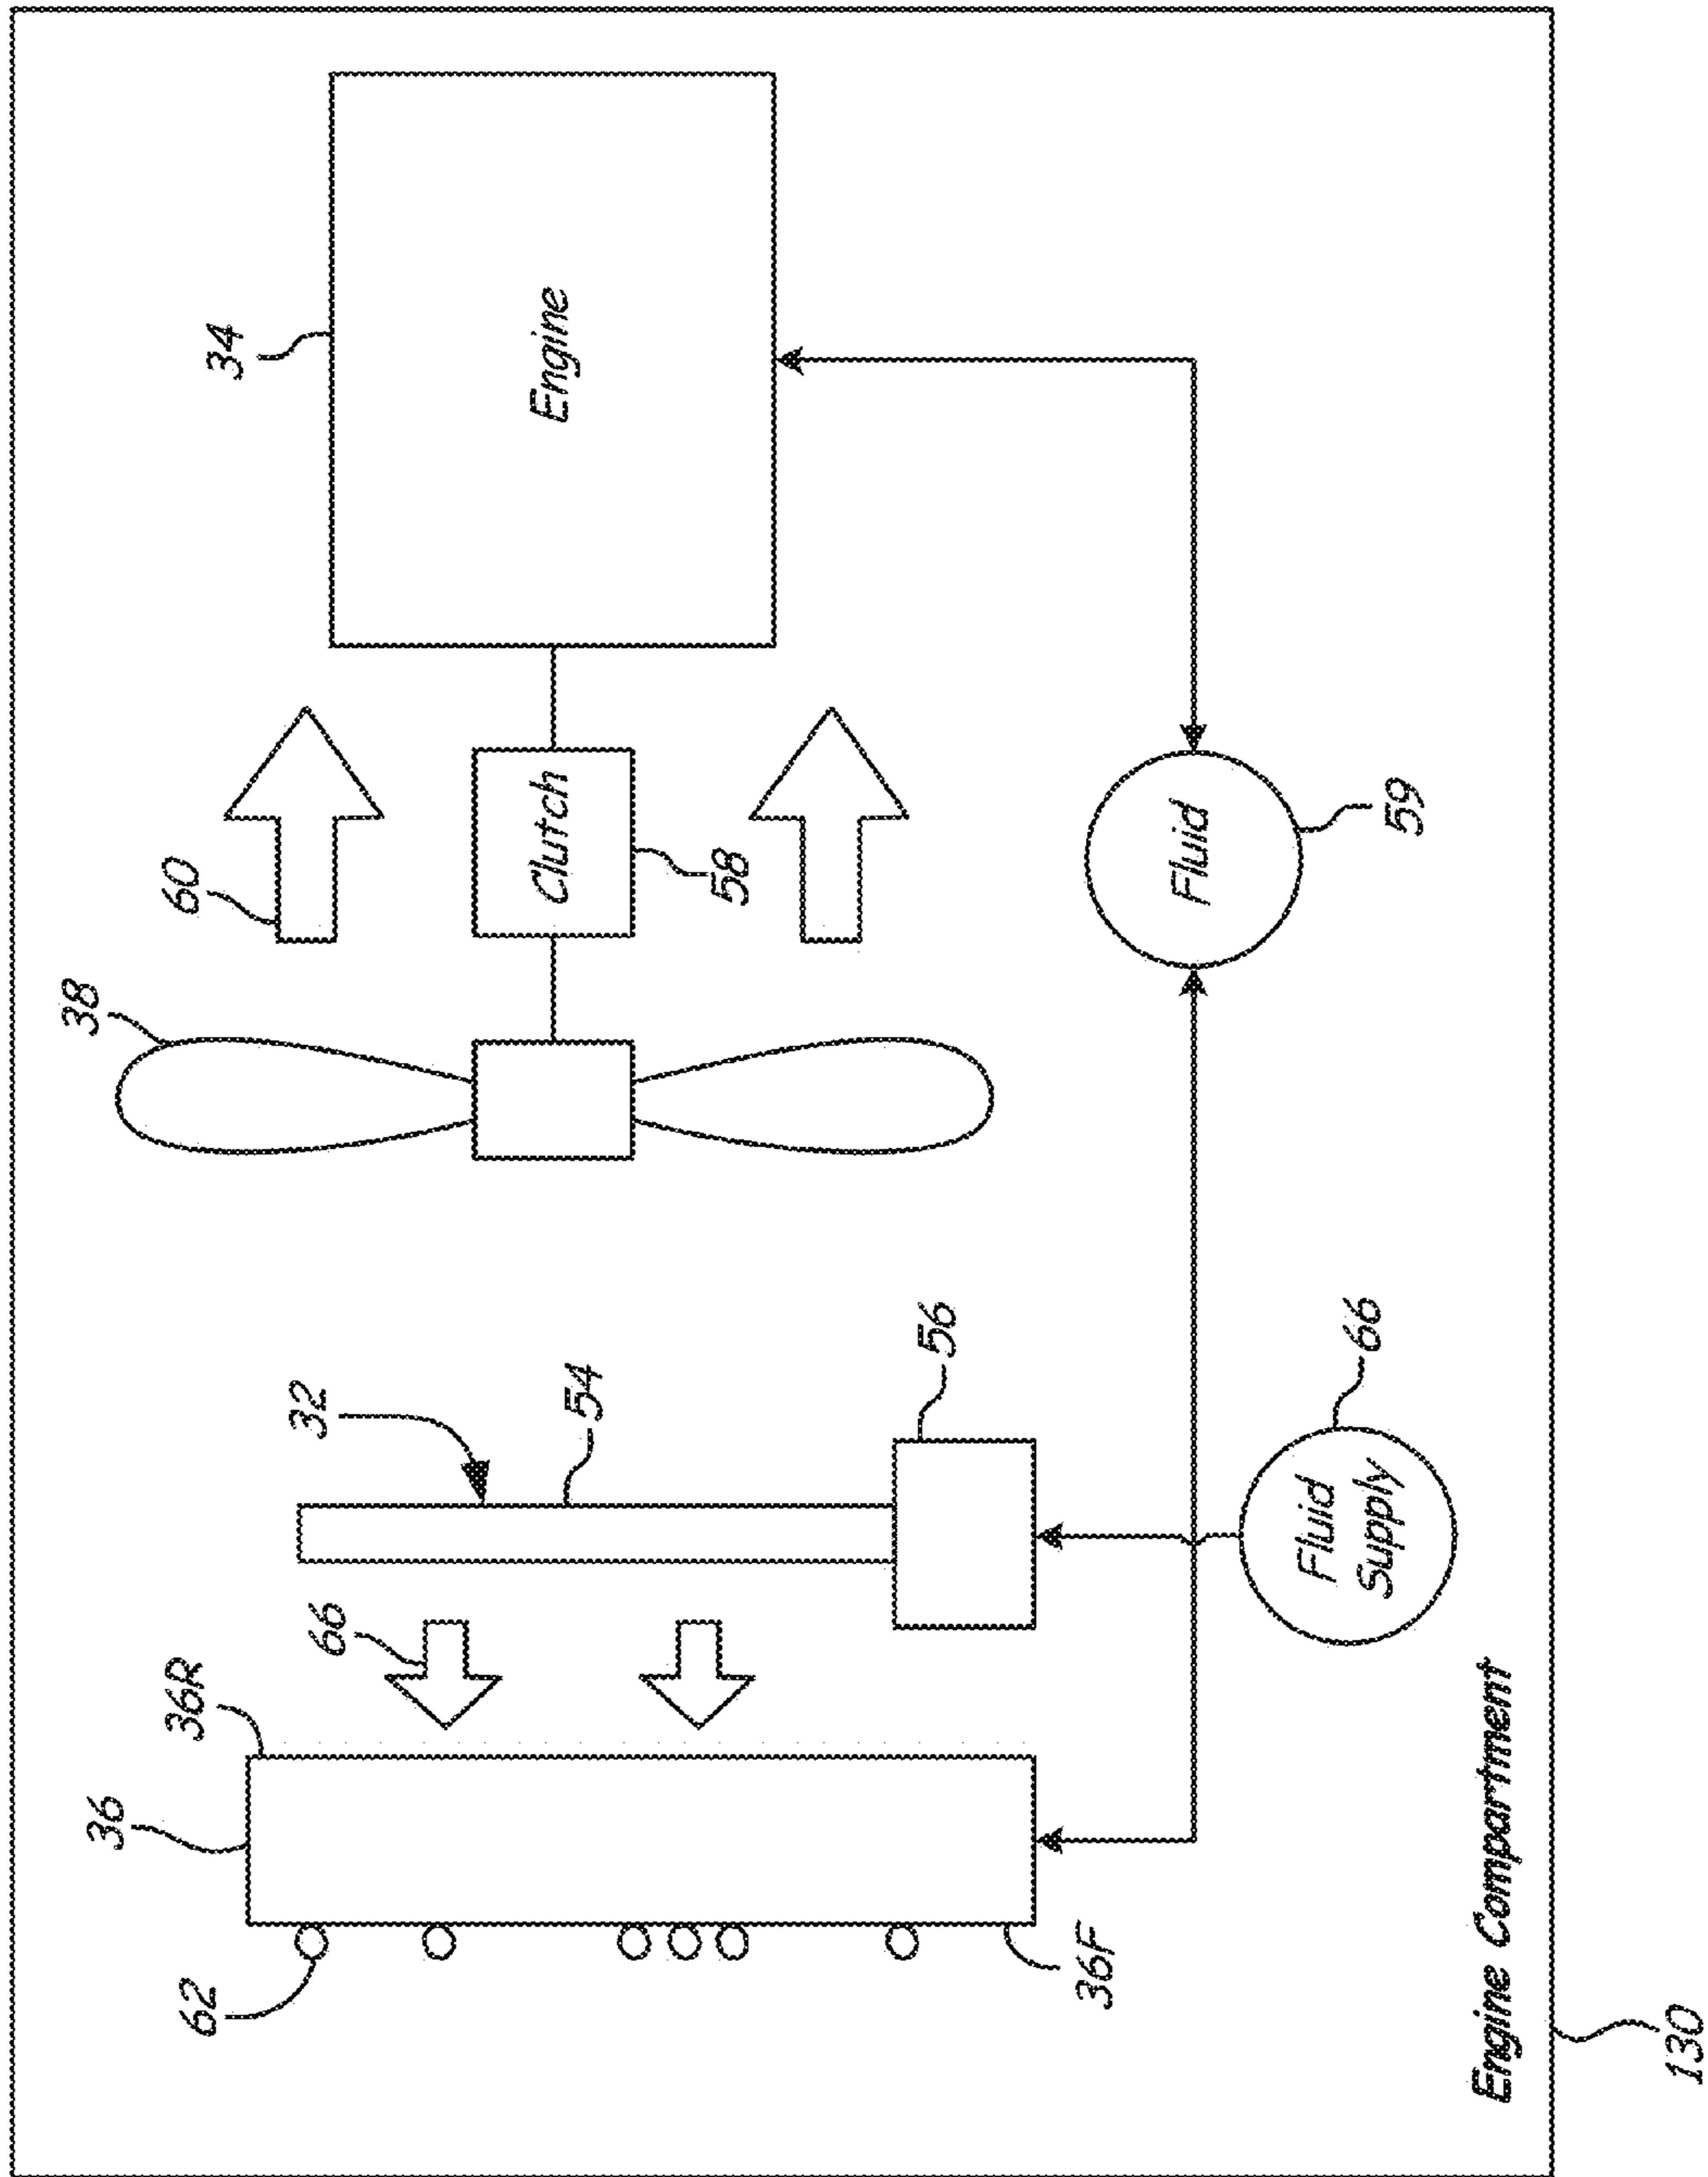 38
36
36R
60
62
34
66
32
54
Clutch
Engine
58
56
36F
Fluid
Fluid
Supply
66
59
Engine Compartment
130